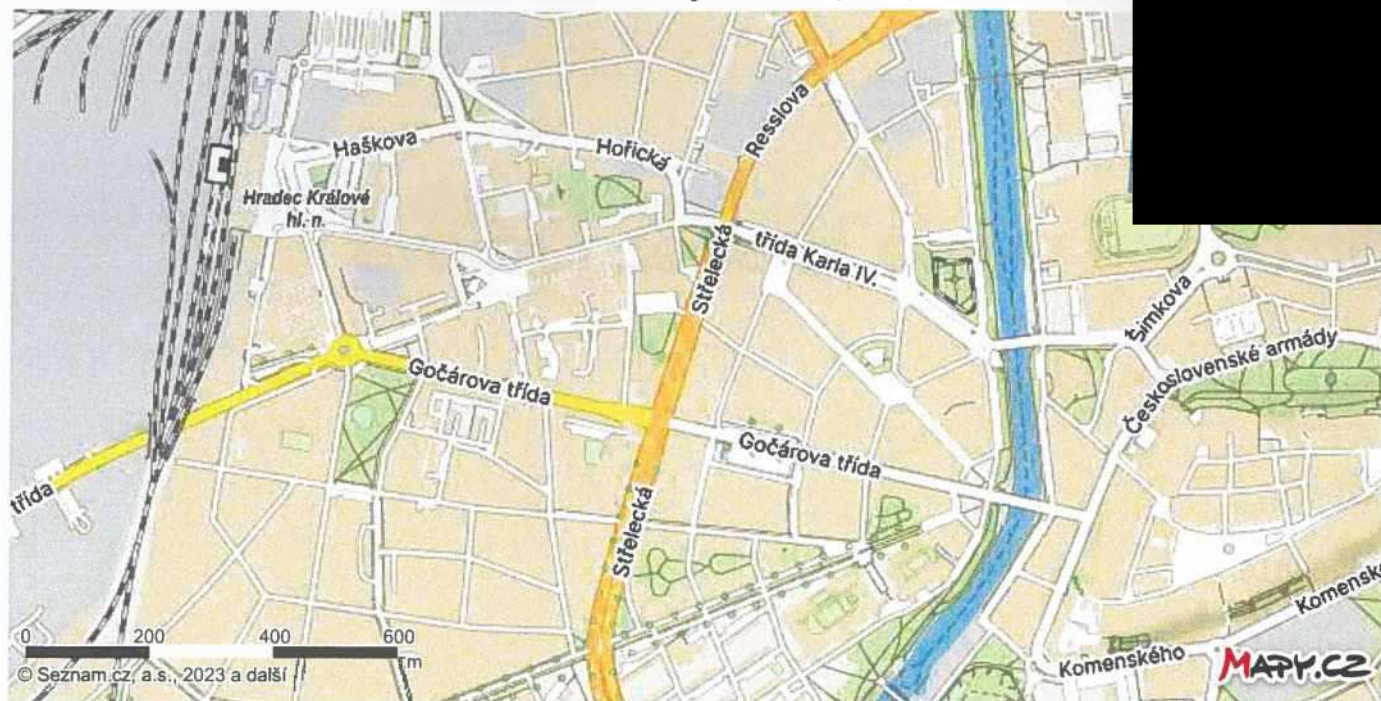 Resslova
Haškova
Hořická
Hradec Králové
hl. n.
třída Karla IV.
Střelecká
Šimkova
Československé armády
Gočárova třída
Gočárova třída
třída
Střelecká
Komenského
0 200 400 600
m
© Seznam.cz, a.s., 2023 a další
Komenského
MAPY.CZ